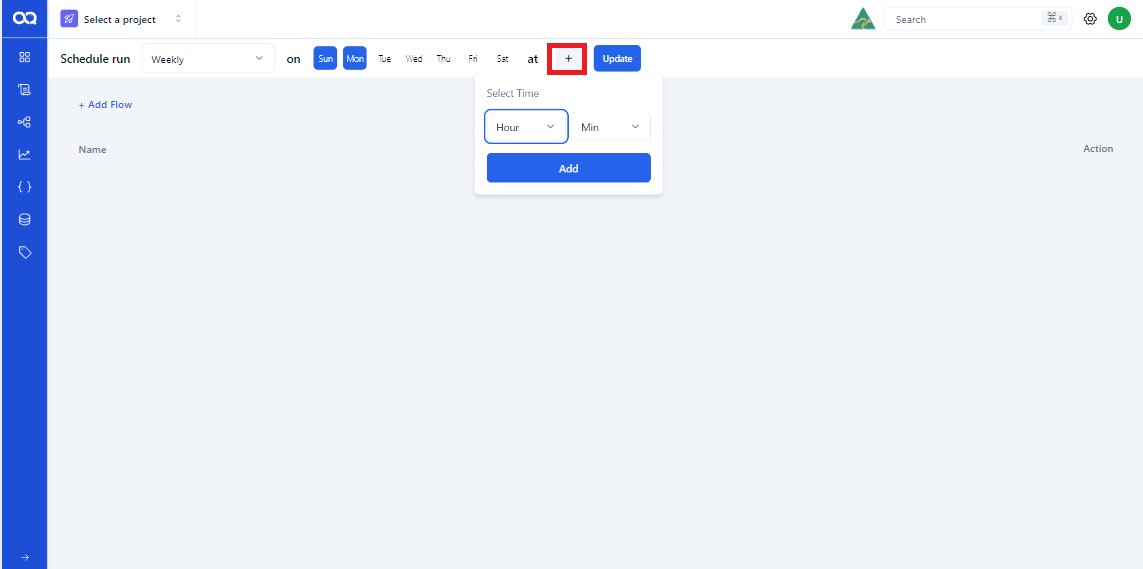 Select a project
Search
⌘ K
U
Schedule run
Weekly
on
Sun
Mon
Tue
Wed
Thu
Fri
Sat
at
+
Update
+ Add Flow
Select Time
Hour
Min
Add
Name
Action